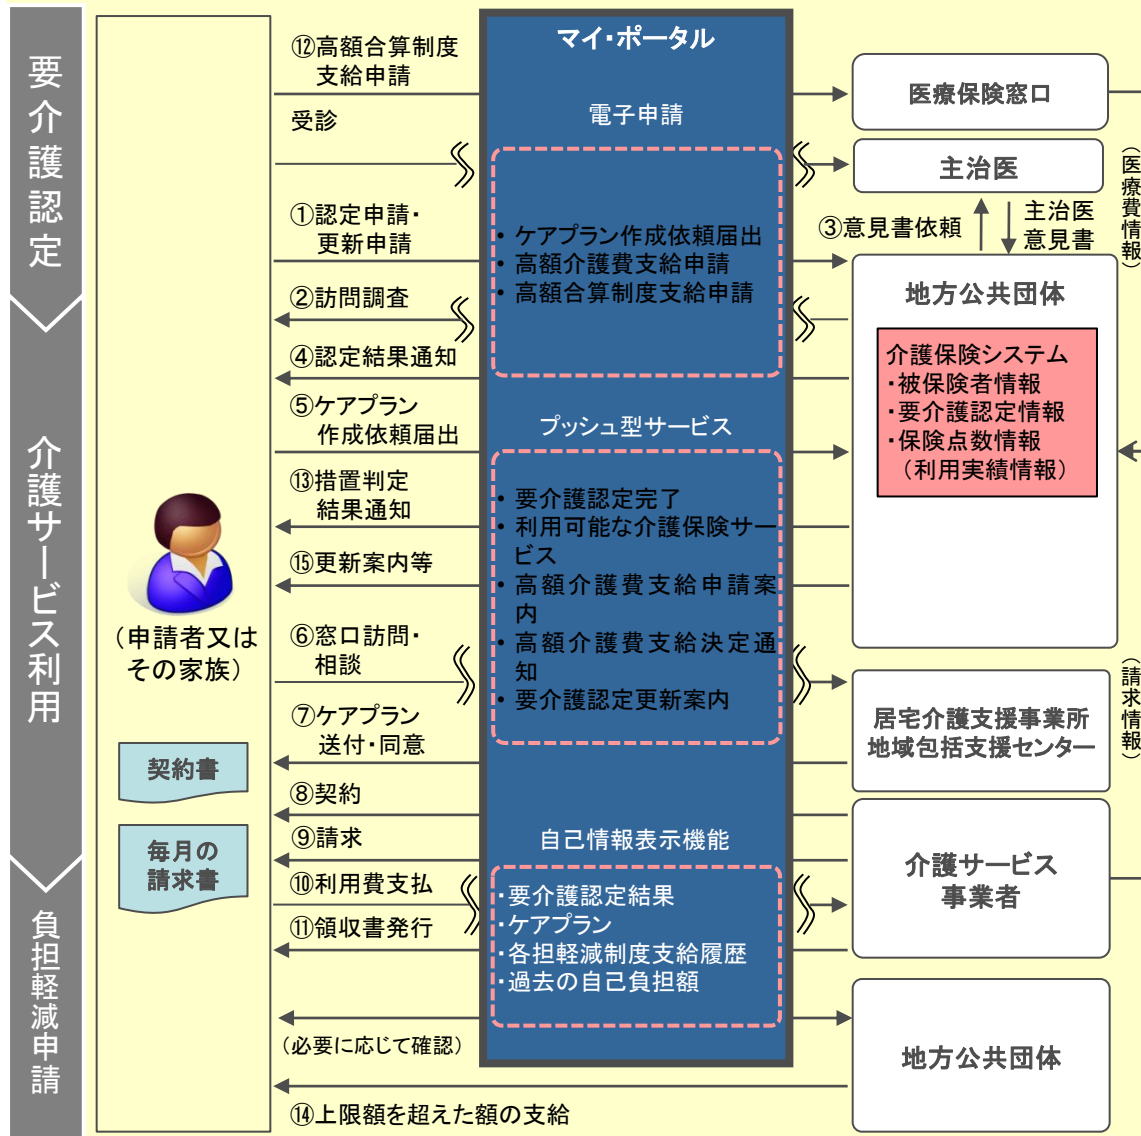 要介護認定
介護サービス利用
負担軽減申請
(申請者又は
その家族)
契約書
毎月の
請求書
⑫高額合算制度
支給申請
受診
①認定申請・
更新申請
②訪問調査
④認定結果通知
⑤ケアプラン
作成依頼届出
⑬措置判定
結果通知
⑮更新案内等
⑥窓口訪問・
相談
⑦ケアプラン
送付・同意
⑧契約
⑨請求
⑩利用費支払
⑪領収書発行
(必要に応じて確認)
⑭上限額を超えた額の支給
マイ・ポータル
電子申請
• ケアプラン作成依頼届出
• 高額介護費支給申請
• 高額合算制度支給申請
プッシュ型サービス
• 要介護認定完了
• 利用可能な介護保険サー
ビス
• 高額介護費支給申請案
内
• 高額介護費支給決定通
知
• 要介護認定更新案内
自己情報表示機能
・要介護認定結果
・ケアプラン
・各担軽減制度支給履歴
・過去の自己負担額
医療保険窓口
主治医
③意見書依頼
主治医
意見書
地方公共団体
介護保険システム
・被保険者情報
・要介護認定情報
・保険点数情報
(利用実績情報)
居宅介護支援事業所
地域包括支援センター
介護サービス
事業者
地方公共団体
(医療費情報)
(請求情報)